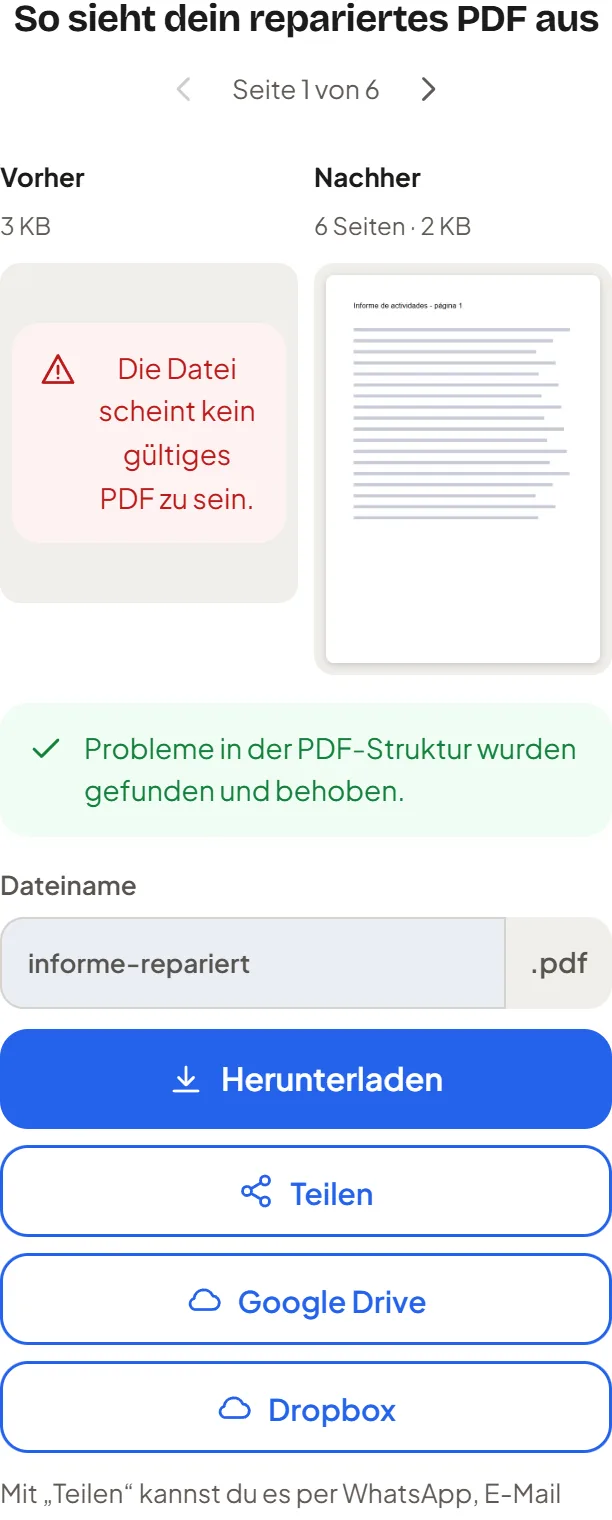 So sieht dein repariertes PDF aus
Seite 1 von 6
Vorher
3 KB
Die Datei
scheint kein
gültiges
PDF zu sein.
Nachher
6 Seiten · 2 KB
Informe de actividades - página 1
Probleme in der PDF-Struktur wurden
gefunden und behoben.
Dateiname
informe-repariert
.pdf
Herunterladen
Teilen
Google Drive
Dropbox
Mit „Teilen“ kannst du es per WhatsApp, E-Mail